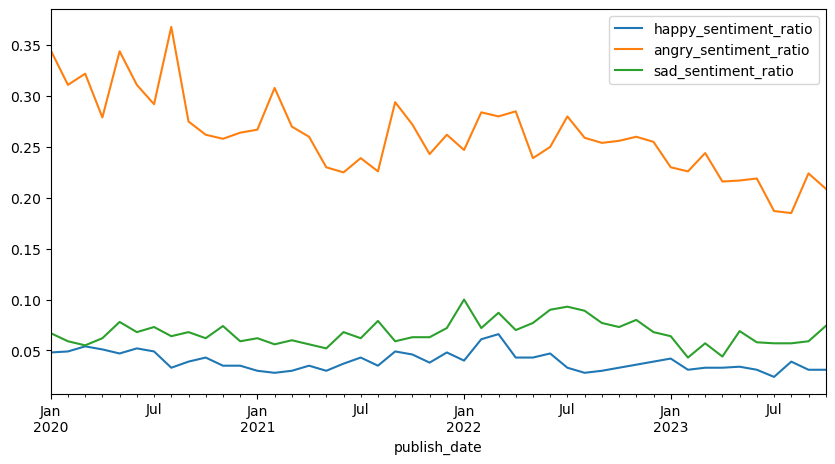 happy_sentiment_ratio
angry_sentiment_ratio
sad_sentiment_ratio
0.35
0.30
0.25
0.20
0.15
0.10
0.05
Jan Jul Jan Jul Jan Jul Jan Jul
2020 2021 2022 2023
publish_date